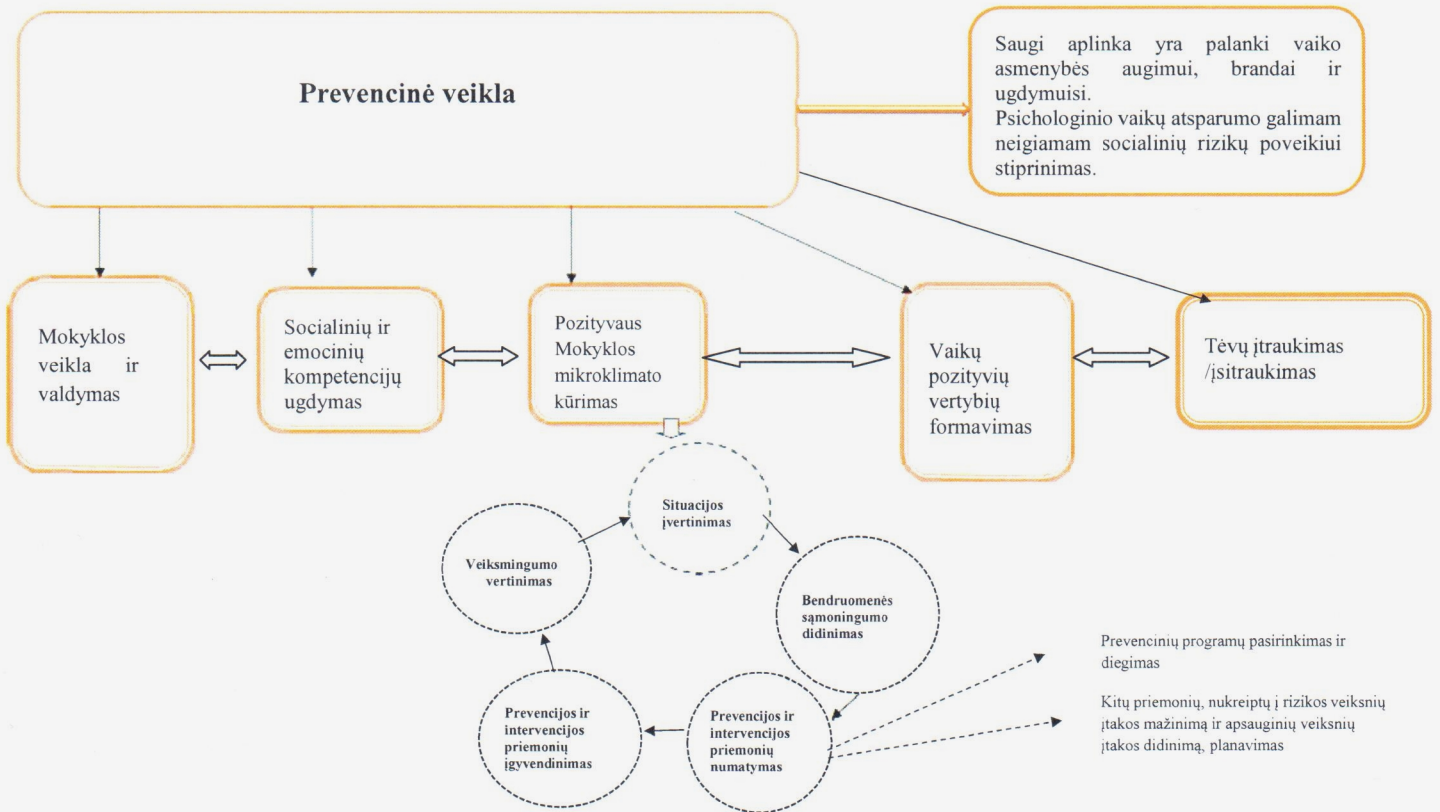 Prevencinė veikla
Saugi aplinka yra palanki vaiko
asmenybės augimui, brandai ir
ugdymuisi.
Psichologinio vaikų atsparumo galimam
neigiamam socialinių rizikų poveikiui
stiprinimas.
Mokyklos
veikla ir
valdymas
Socialinių ir
emocinių
kompetencijų
ugdymas
Pozityvaus
Mokyklos
mikroklimato
kūrimas
Vaikų
pozityvių
vertybių
formavimas
Tėvų įtraukimas
/įsitraukimas
Situacijos
įvertinimas
Veiksmingumo
vertinimas
Bendruomenės
sąmoningumo
didinimas
Prevencijos ir
intervencijos
priemonių
įgyvendinimas
Prevencijos ir
intervencijos
priemonių
numatymas
Prevencinių programų pasirinkimas ir
diegimas
Kitų priemonių, nukreiptų į rizikos veiksnių
įtakos mažinimą ir apsauginių veiksnių
įtakos didinimą, planavimas